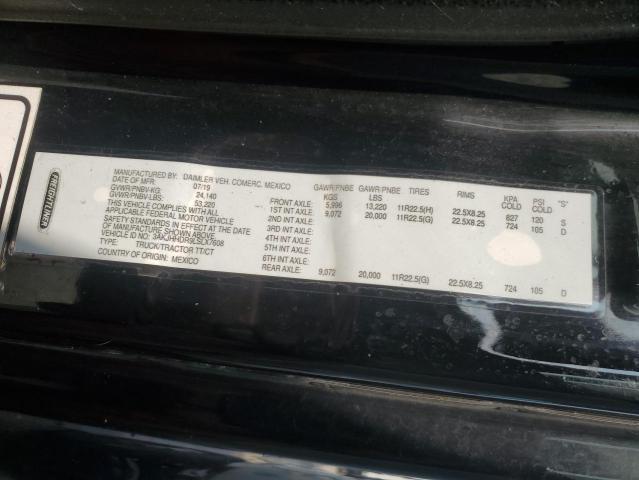 FREIGHTLINER
MANUFACTURED BY: DAIMLER VEH. COMERC. MEXICO
DATE OF MFR: 07/19
GVWR/PNBV-KG: 24,140
GVWR/PNBV-LBS: 53,220
THIS VEHICLE COMPLIES WITH ALL
APPLICABLE FEDERAL MOTOR VEHICLE
SAFETY STANDARDS IN EFFECT AT THE DATE
OF MANUFACTURE SHOWN ABOVE.
VEHICLE ID NO.: 3AKJHHDR9LSLX7608
TYPE: TRUCK/TRACTOR TT/CT
COUNTRY OF ORIGIN: MEXICO
GAWR/PNBE KGS GAWR/PNBE LBS TIRES RIMS KPA COLD PSI COLD "S"
FRONT AXLE: 5,996 13,220 11R22.5(H) 22.5X8.25 827 120 S
1ST INT AXLE: 9,072 20,000 11R22.5(G) 22.5X8.25 724 105 D
2ND INT AXLE:
3RD INT AXLE:
4TH INT AXLE:
5TH INT AXLE:
6TH INT AXLE:
REAR AXLE: 9,072 20,000 11R22.5(G) 22.5X8.25 724 105 D